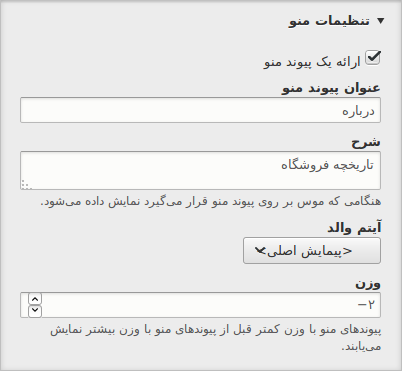 تنظیمات منو
ارائه یک پیوند منو
عنوان پیوند منو
درباره
شرح
تاریخچه فروشگاه
هنگامی که موس بر روی پیوند منو قرار می‌گیرد نمایش داده می‌شود.
آیتم والد
<پیمایش اصلی>
وزن
−۲
پیوندهای منو با وزن کمتر قبل از پیوندهای منو با وزن بیشتر نمایش
می‌یابند.